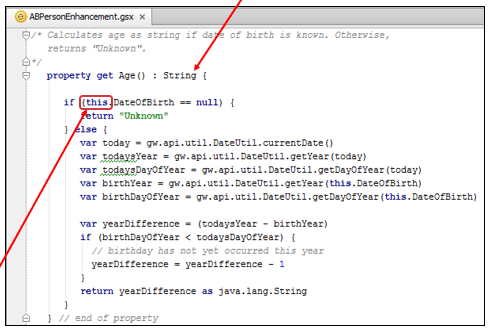 ABPersonEnhancement.gsx ×
/* Calculates age as string if date of birth is known. Otherwise,
returns "Unknown".
*/
property get Age() : String {
if (this.DateOfBirth == null) {
return "Unknown"
} else {
var today = gw.api.util.DateUtil.currentDate()
var todaysYear = gw.api.util.DateUtil.getYear(today)
var todaysDayOfYear = gw.api.util.DateUtil.getDayOfYear(today)
var birthYear = gw.api.util.DateUtil.getYear(this.DateOfBirth)
var birthDayOfYear = gw.api.util.DateUtil.getDayOfYear(this.DateOfBirth)
var yearDifference = (todaysYear - birthYear)
if (birthDayOfYear < todaysDayOfYear) {
// birthday has not yet occurred this year
yearDifference = yearDifference - 1
}
return yearDifference as java.lang.String
}
} // end of property